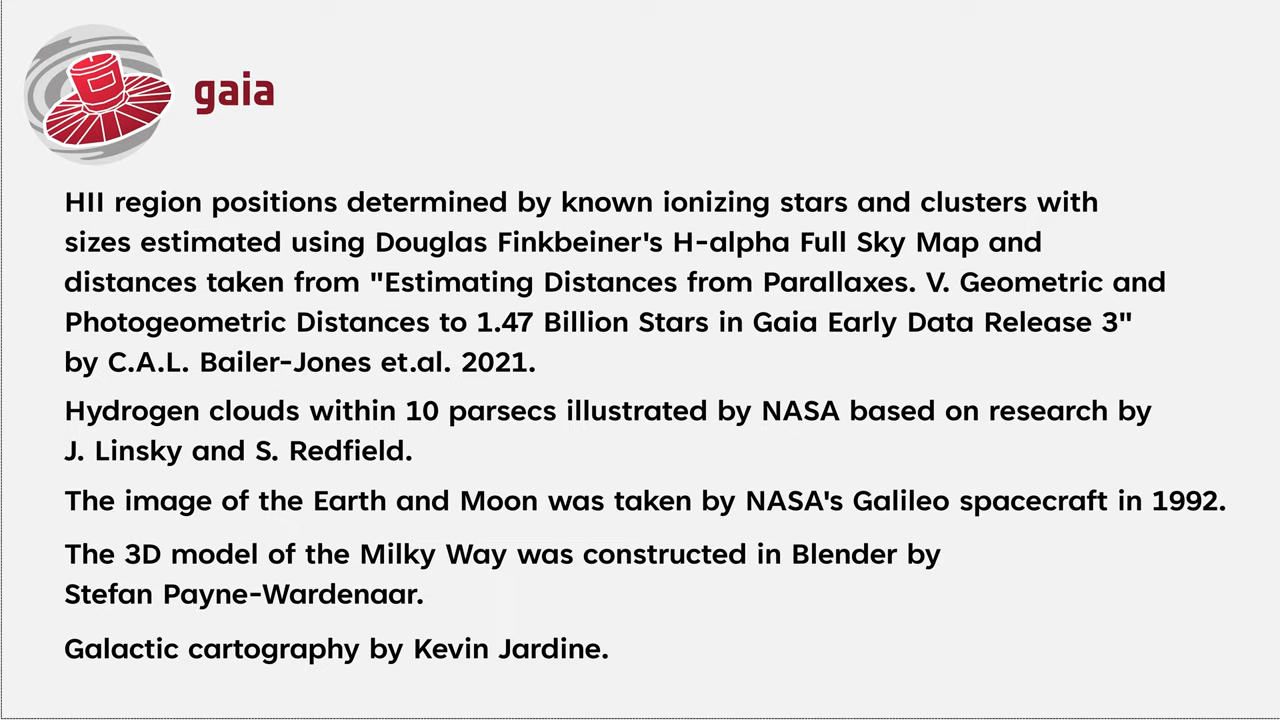 gaia
HII region positions determined by known ionizing stars and clusters with
sizes estimated using Douglas Finkbeiner's H-alpha Full Sky Map and
distances taken from "Estimating Distances from Parallaxes. V. Geometric and
Photogeometric Distances to 1.47 Billion Stars in Gaia Early Data Release 3"
by C.A.L. Bailer-Jones et.al. 2021.
Hydrogen clouds within 10 parsecs illustrated by NASA based on research by
J. Linsky and S. Redfield.
The image of the Earth and Moon was taken by NASA's Galileo spacecraft in 1992.
The 3D model of the Milky Way was constructed in Blender by
Stefan Payne-Wardenaar.
Galactic cartography by Kevin Jardine.